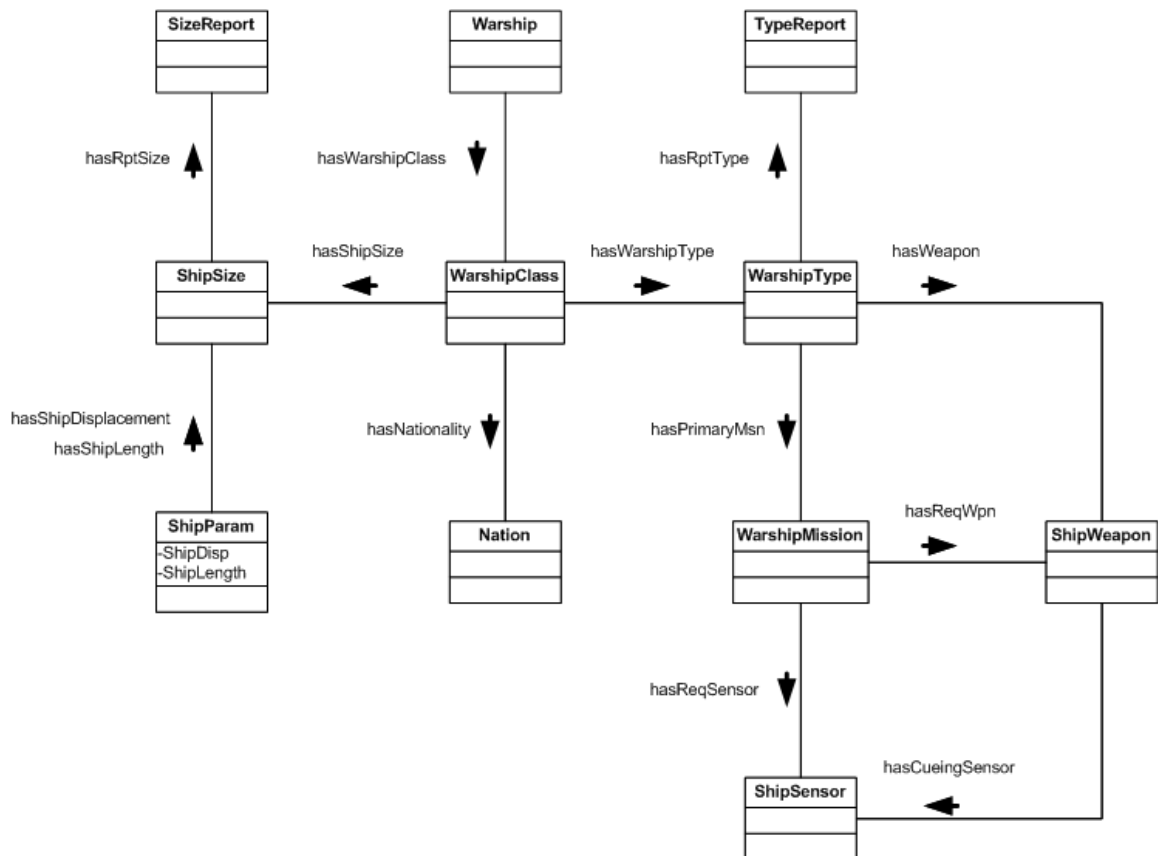 SizeReport
Warship
TypeReport
hasRptSize
hasWarshipClass
hasRptType
hasShipSize
hasWarshipType
hasWeapon
ShipSize
WarshipClass
WarshipType
hasShipDisplacement
hasShipLength
hasNationality
hasPrimaryMsn
ShipParam
-ShipDisp
-ShipLength
Nation
WarshipMission
hasReqWpn
ShipWeapon
hasReqSensor
hasCueingSensor
ShipSensor